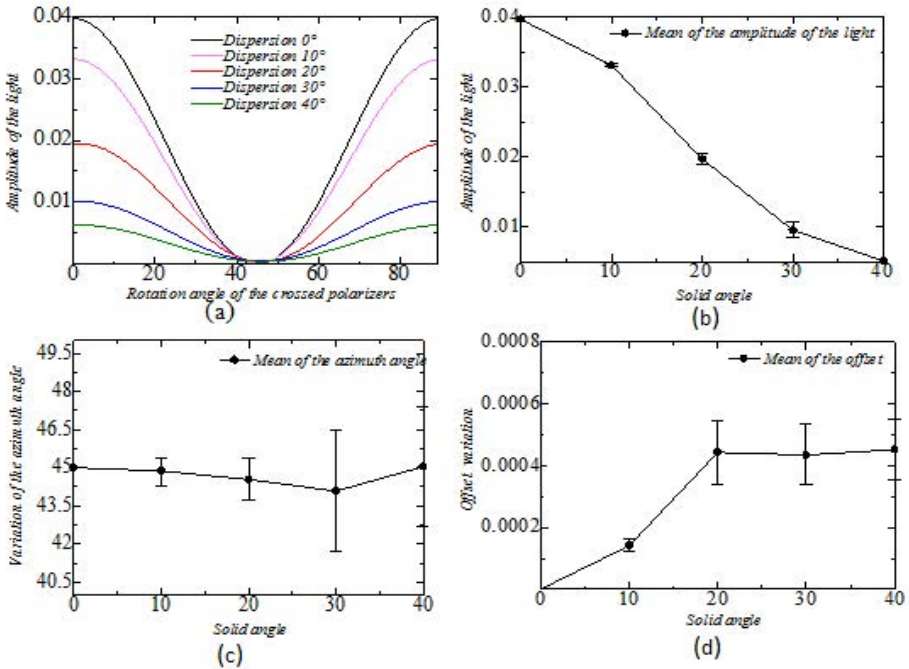 0.04
0.03
0.02
0.01
0 20 40 60 80
Amplitude of the light
Dispersion 0°
Dispersion 10°
Dispersion 20°
Dispersion 30°
Dispersion 40°
Rotation angle of the crossed polarizers
(a)
0.04
0.03
0.02
0.01
0 10 20 30 40
Amplitude of the light
Mean of the amplitude of the light
Solid angle
(b)
49.5
48
46.5
45
43.5
42
40.5
0 10 20 30 40
Variation of the azimuth angle
Mean of the azimuth angle
Solid angle
(c)
0.0008
0.0006
0.0004
0.0002
0 10 20 30 40
Offset variation
Mean of the offset
Solid angle
(d)